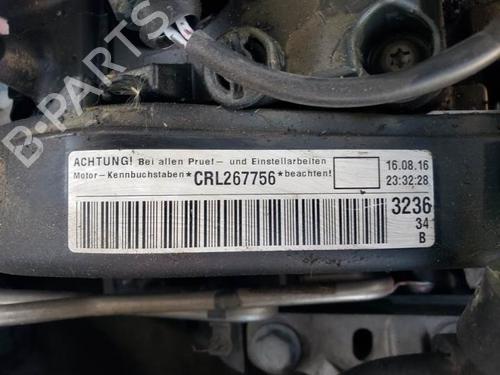 ACHTUNG! Bei allen Pruef- und Einstellarbeiten
Motor-Kennbuchstaben *CRL267756* beachten!
16.08.16
23:32:28
3236
34
B
B-PARTS